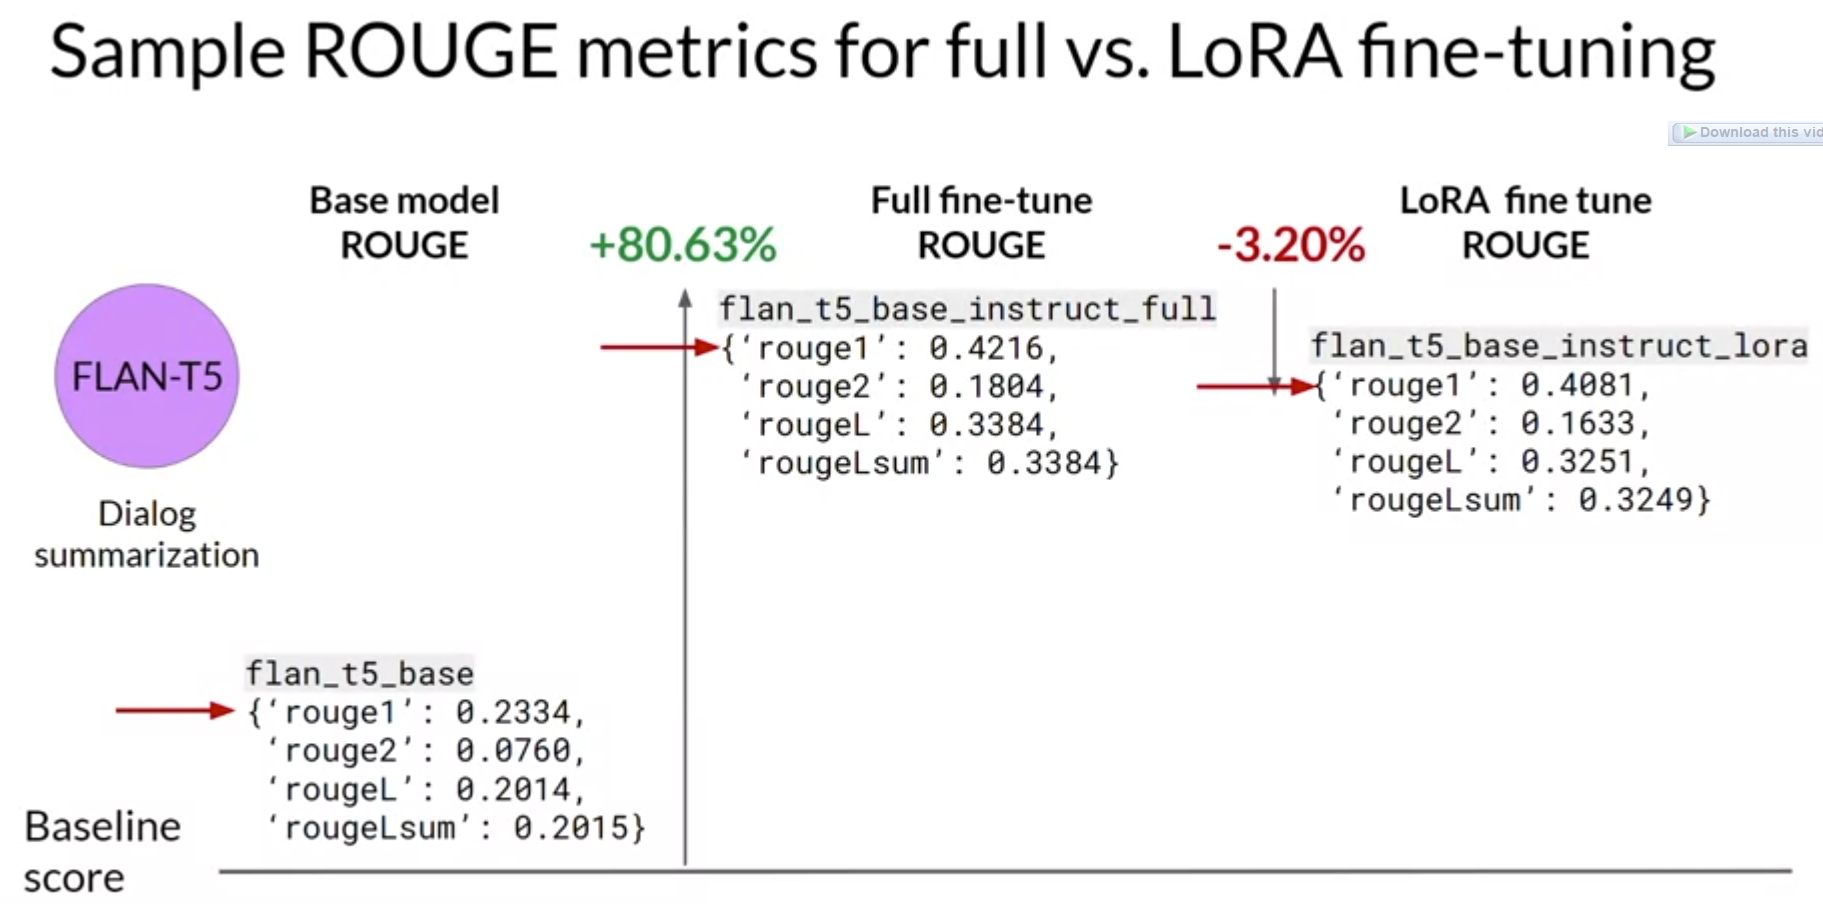 Sample ROUGE metrics for full vs. LoRA fine-tuning
Download this vid
Base model
ROUGE
+80.63%
Full fine-tune
ROUGE
-3.20%
LoRA fine tune
ROUGE
FLAN-T5
Dialog
summarization
flan_t5_base
{‘rouge1’: 0.2334,
‘rouge2’: 0.0760,
‘rougeL’: 0.2014,
‘rougeLsum’: 0.2015}
flan_t5_base_instruct_full
{‘rouge1’: 0.4216,
‘rouge2’: 0.1804,
‘rougeL’: 0.3384,
‘rougeLsum’: 0.3384}
flan_t5_base_instruct_lora
{‘rouge1’: 0.4081,
‘rouge2’: 0.1633,
‘rougeL’: 0.3251,
‘rougeLsum’: 0.3249}
Baseline
score